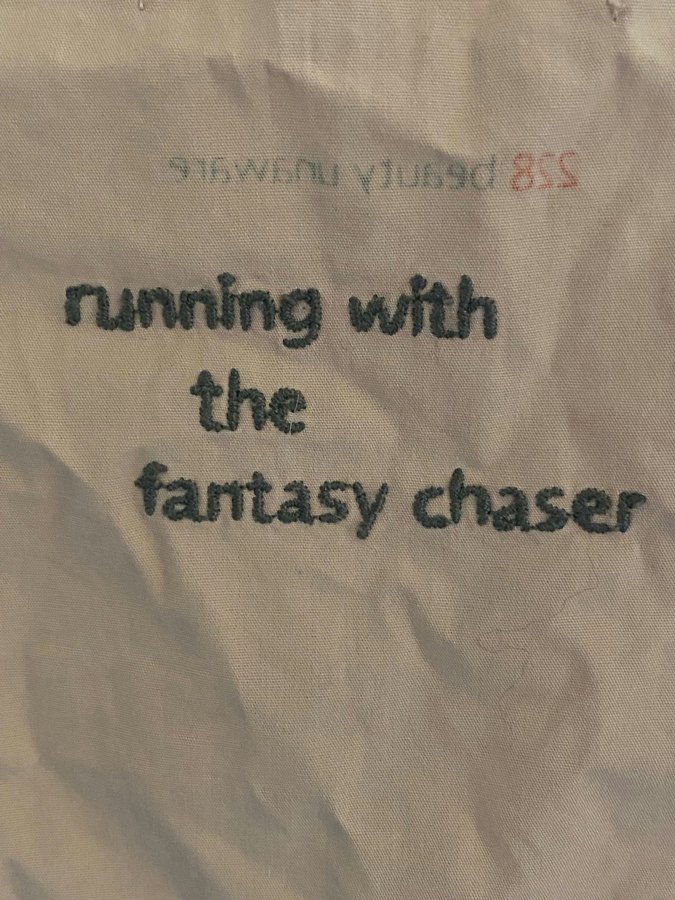 228 beauty unaware
running with
the
fantasy chaser